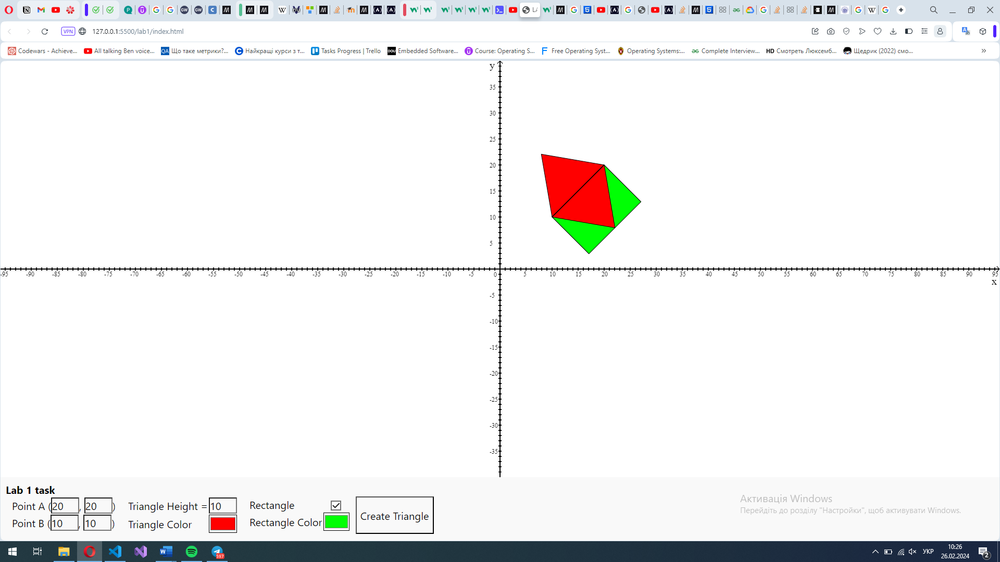 LA
VPN 127.0.0.1:5500/lab1/index.html
Codewars - Achieve... All talking Ben voice... QA Що таке метрики?... Найкращі курси з т... Tasks Progress | Trello DOU Embedded Software... Course: Operating S... Free Operating Syst... Operating Systems:... Complete Interview... HD Смотреть Люксемб... Щедрик (2022) смо... »
y
35
30
25
20
15
10
5
-95 -90 -85 -80 -75 -70 -65 -60 -55 -50 -45 -40 -35 -30 -25 -20 -15 -10 -5 0 5 10 15 20 25 30 35 40 45 50 55 60 65 70 75 80 85 90 95
x
-5
-10
-15
-20
-25
-30
-35
Lab 1 task
Point A (20, 20) Triangle Height = 10 Rectangle
Point B (10, 10) Triangle Color Rectangle Color
Create Triangle
Активація Windows
Перейдіть до розділу "Настройки", щоб активувати Windows.
597
УКР
10:26
26.02.2024
2